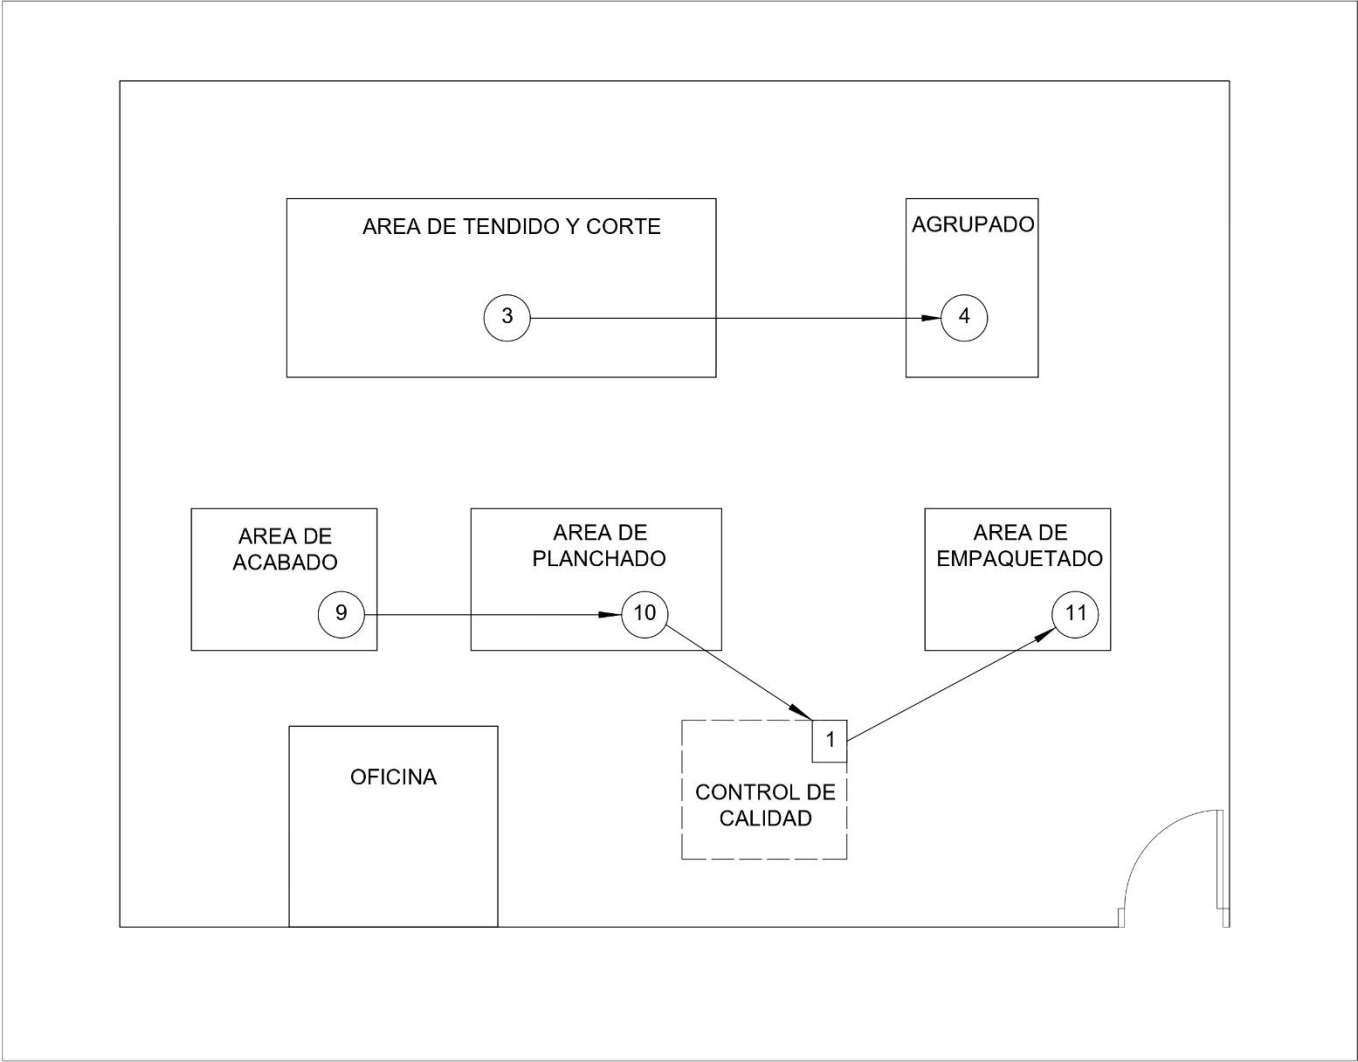 AREA DE TENDIDO Y CORTE
AGRUPADO
3
4
AREA DE
ACABADO
AREA DE
PLANCHADO
AREA DE
EMPAQUETADO
9
10
11
1
OFICINA
CONTROL DE
CALIDAD